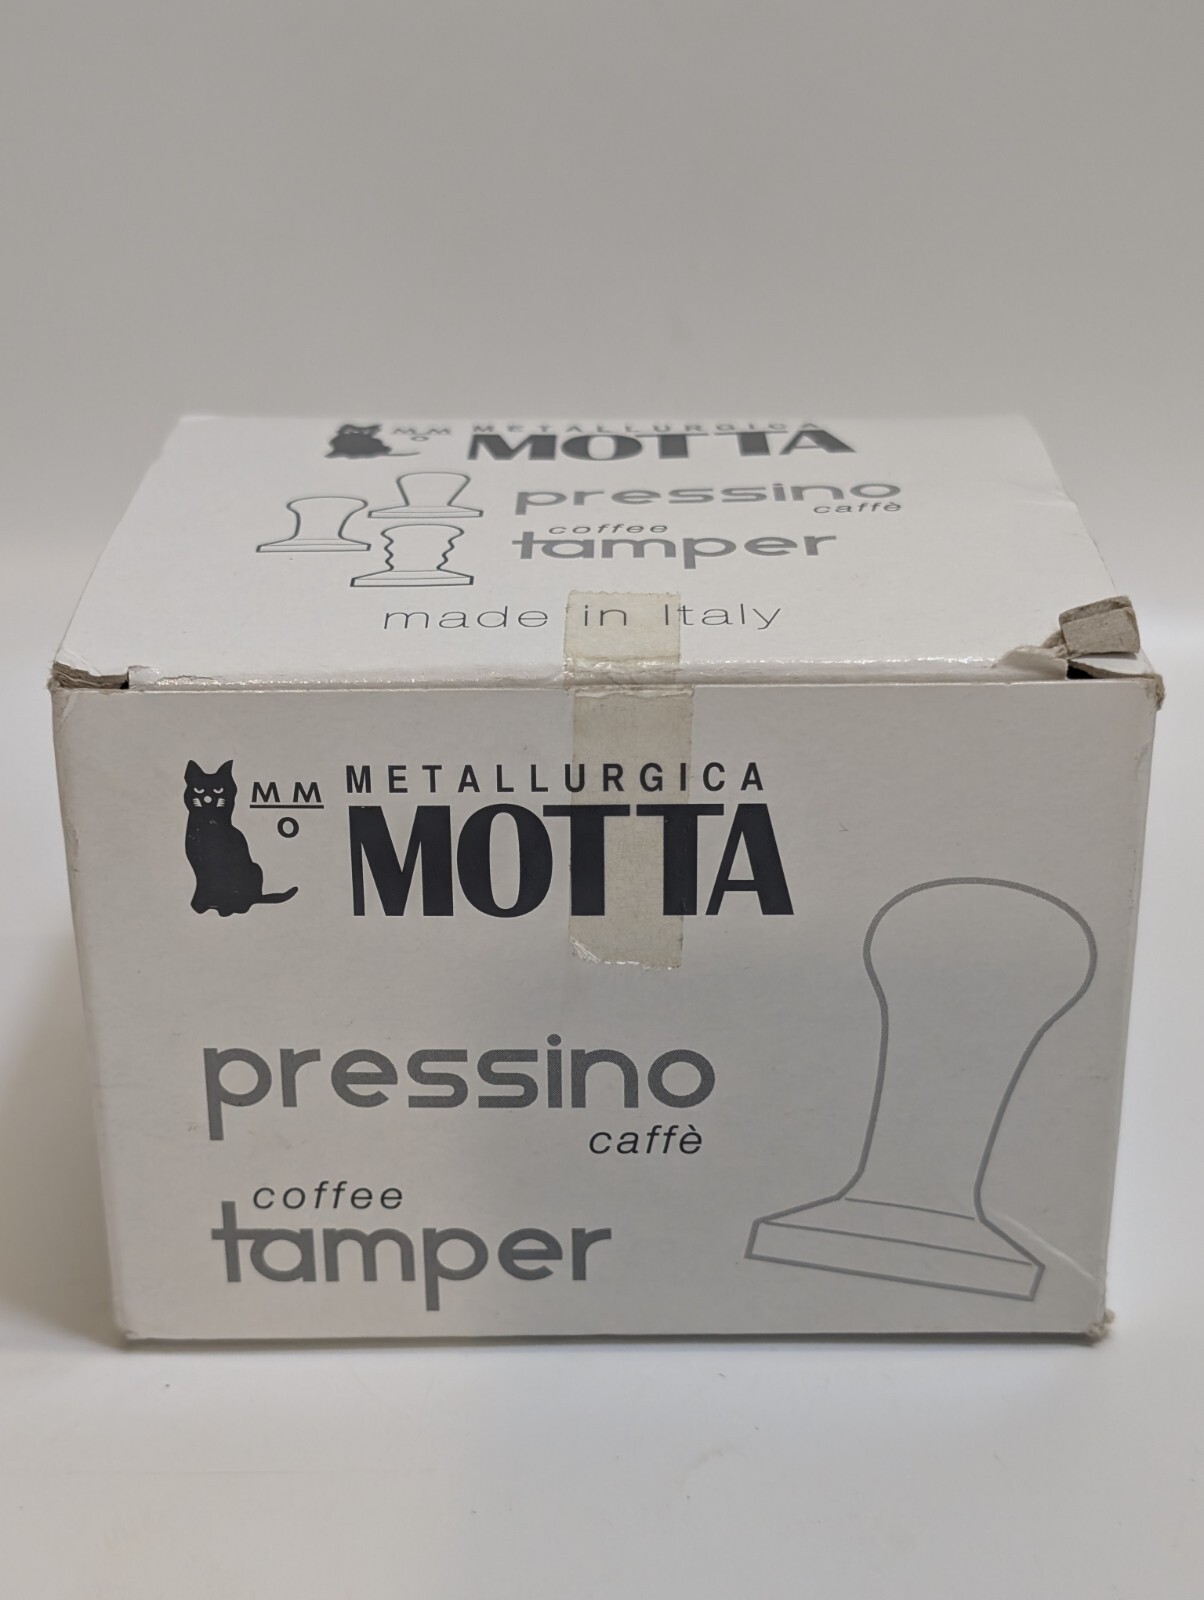 MM METALLURGICA
O MOTTA
pressino
caffè
coffee
tamper
made in Italy
MM METALLURGICA
O MOTTA
pressino
caffè
coffee
tamper